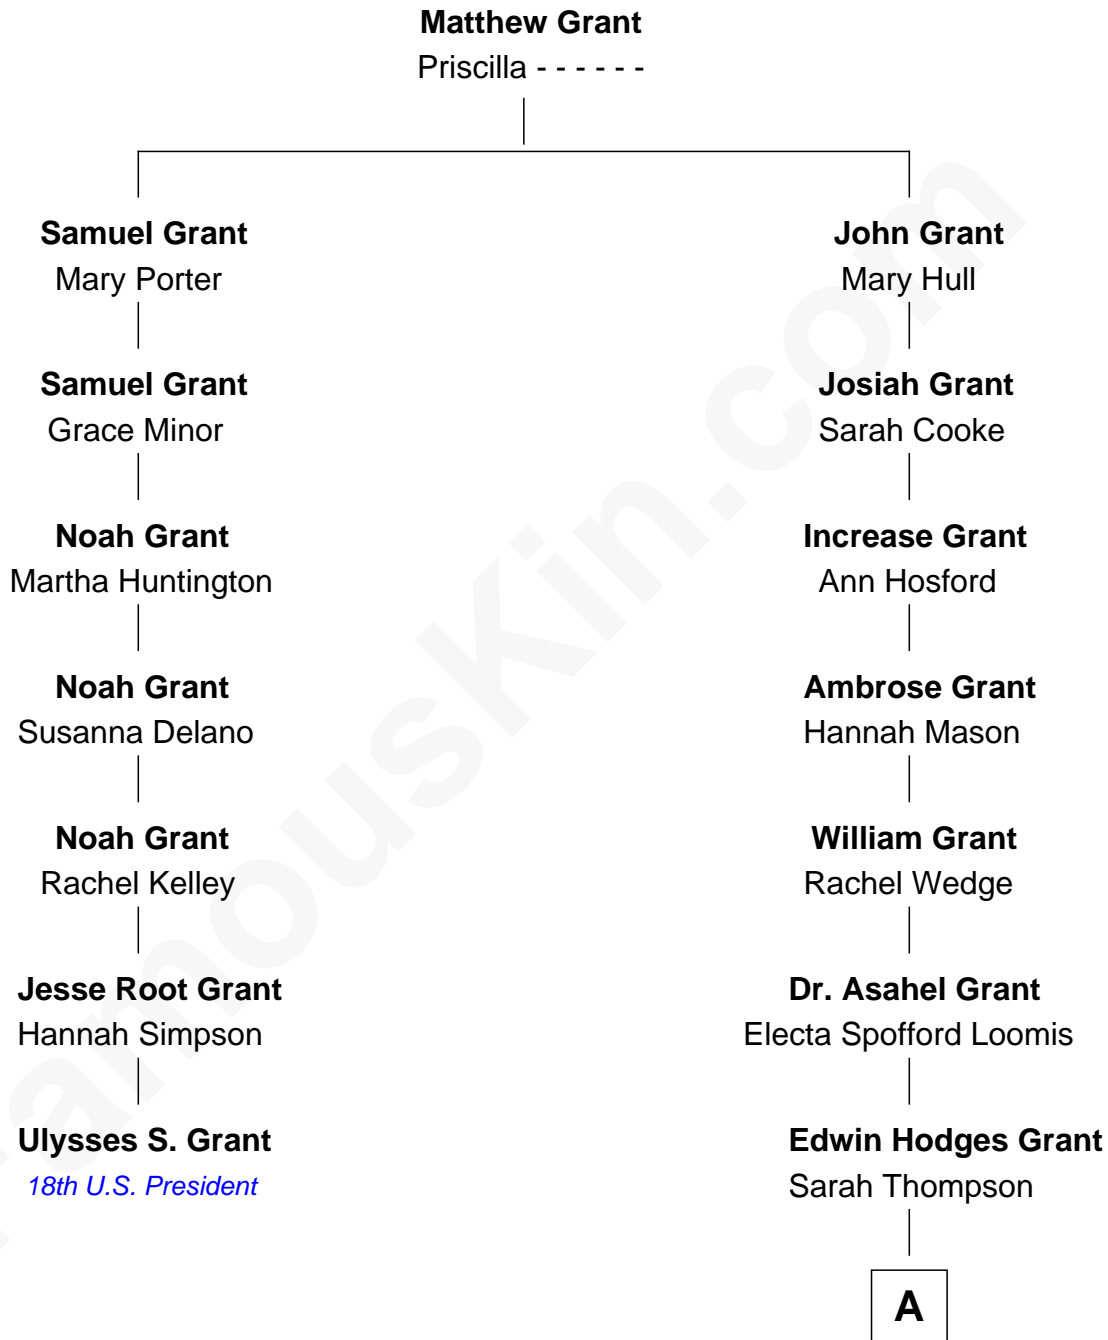 Matthew Grant
Priscilla - - - - - -
Samuel Grant
Mary Porter
John Grant
Mary Hull
Samuel Grant
Grace Minor
Josiah Grant
Sarah Cooke
Noah Grant
Martha Huntington
Increase Grant
Ann Hosford
Noah Grant
Susanna Delano
Ambrose Grant
Hannah Mason
Noah Grant
Rachel Kelley
William Grant
Rachel Wedge
Jesse Root Grant
Hannah Simpson
Dr. Asahel Grant
Electa Spofford Loomis
Ulysses S. Grant
18th U.S. President
Edwin Hodges Grant
Sarah Thompson
A
FamousKin.com